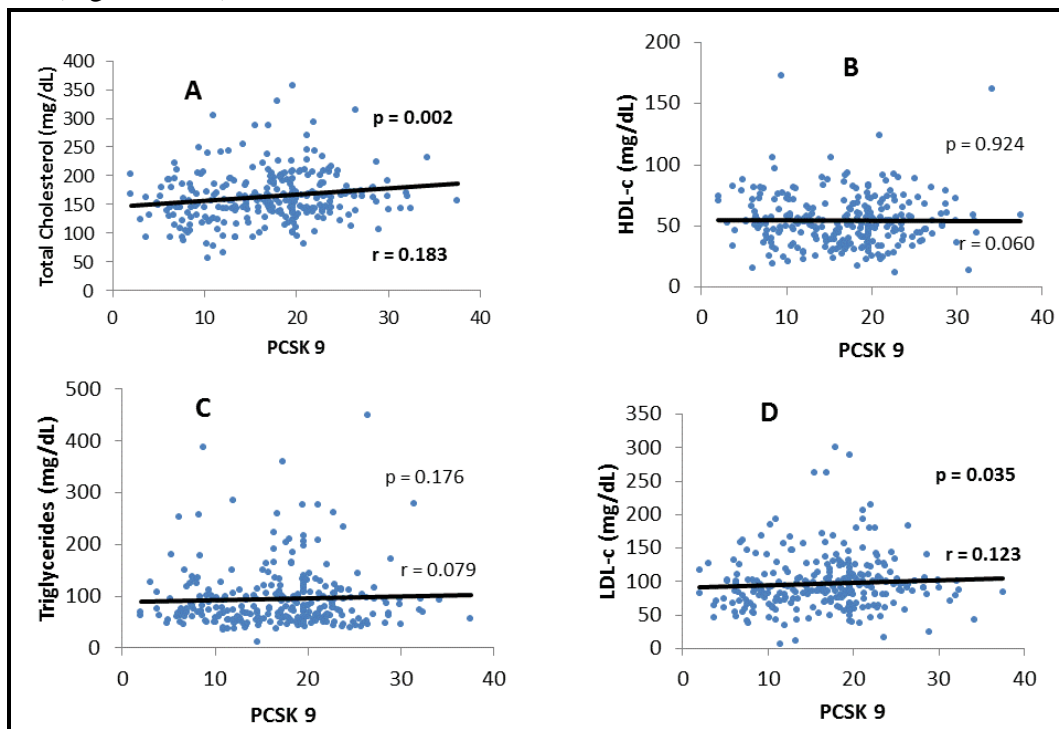 A
Total Cholesterol (mg/dL)
400
350
300
250
200
150
100
50
0
p = 0.002
r = 0.183
0 10 20 30 40
PCSK 9
B
HDL-c (mg/dL)
200
150
100
50
0
p = 0.924
r = 0.060
0 10 20 30 40
PCSK 9
C
Triglycerides (mg/dL)
500
400
300
200
100
0
p = 0.176
r = 0.079
0 10 20 30 40
PCSK 9
D
LDL-c (mg/dL)
350
300
250
200
150
100
50
0
p = 0.035
r = 0.123
0 10 20 30 40
PCSK 9